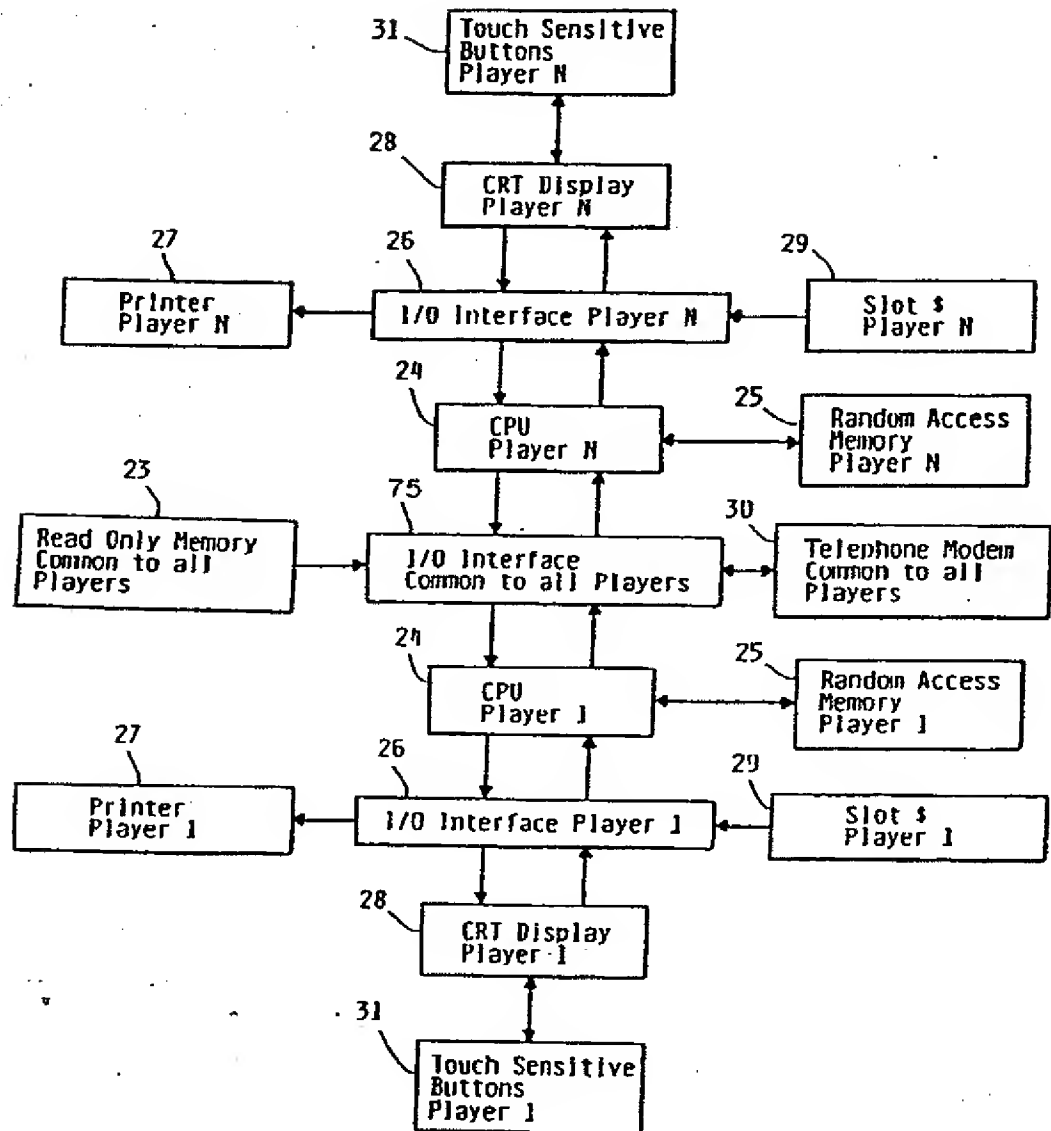 31
Touch Sensitive
Buttons
Player N
28
CRT Display
Player N
27
26
29
Printer
Player N
I/O Interface Player N
Slot $
Player N
24
25
CPU
Player N
Random Access
Memory
Player N
23
75
30
Read Only Memory
Common to all
Players
I/O Interface
Common to all Players
Telephone Modem
Common to all
Players
24
25
CPU
Player 1
Random Access
Memory
Player 1
27
26
29
Printer
Player 1
I/O Interface Player 1
Slot $
Player 1
28
CRT Display
Player 1
31
Touch Sensitive
Buttons
Player 1